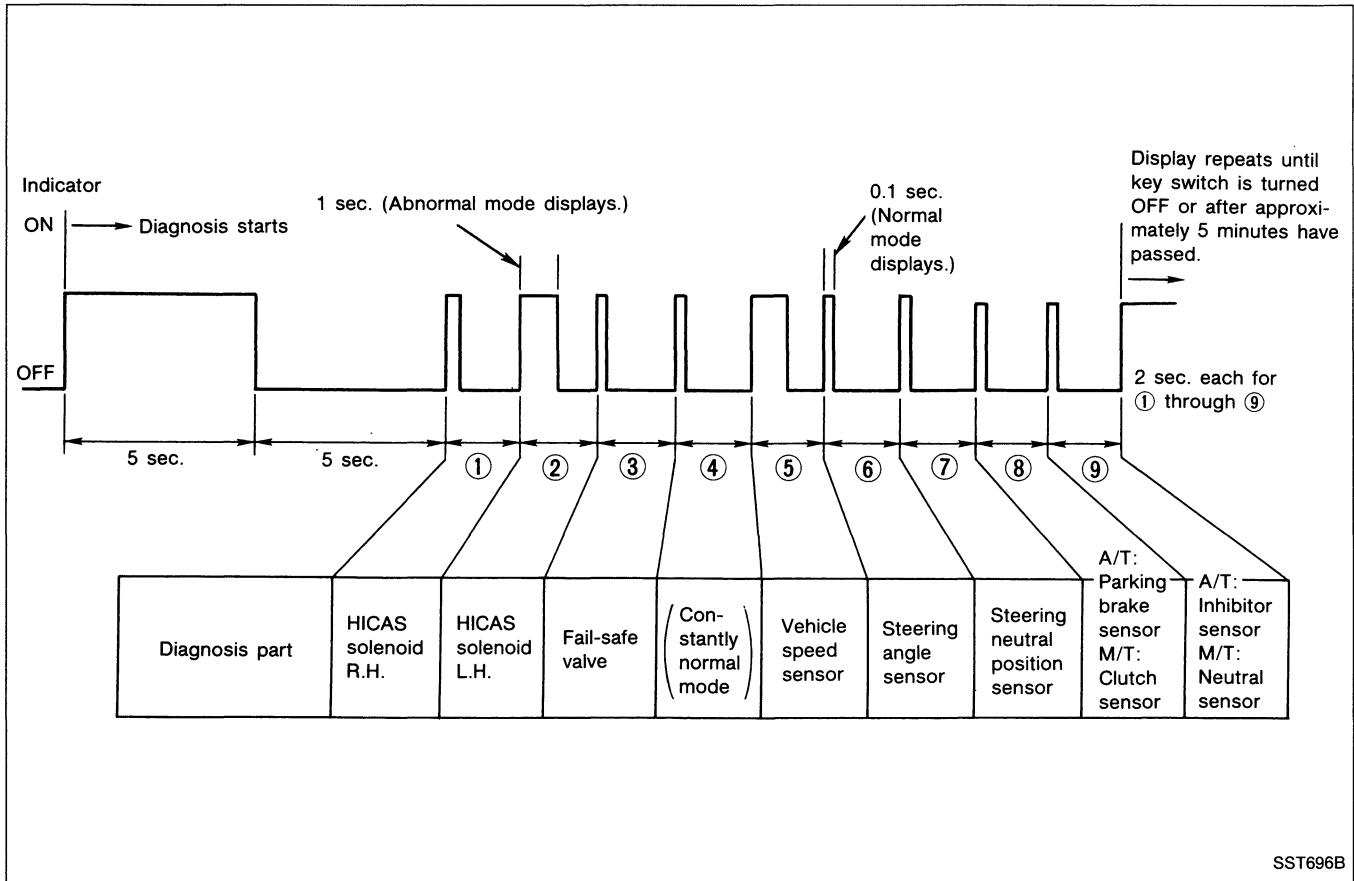 Indicator
ON
Diagnosis starts
1 sec. (Abnormal mode displays.)
0.1 sec.
(Normal
mode
displays.)
Display repeats until
key switch is turned
OFF or after approxi-
mately 5 minutes have
passed.
OFF
2 sec. each for
① through ⑨
5 sec.
5 sec.
①
②
③
④
⑤
⑥
⑦
⑧
⑨
Diagnosis part
HICAS
solenoid
R.H.
HICAS
solenoid
L.H.
Fail-safe
valve
(Con-
stantly
normal
mode)
Vehicle
speed
sensor
Steering
angle
sensor
Steering
neutral
position
sensor
A/T:
Parking
brake
sensor
M/T:
Clutch
sensor
A/T:
Inhibitor
sensor
M/T:
Neutral
sensor
SST696B